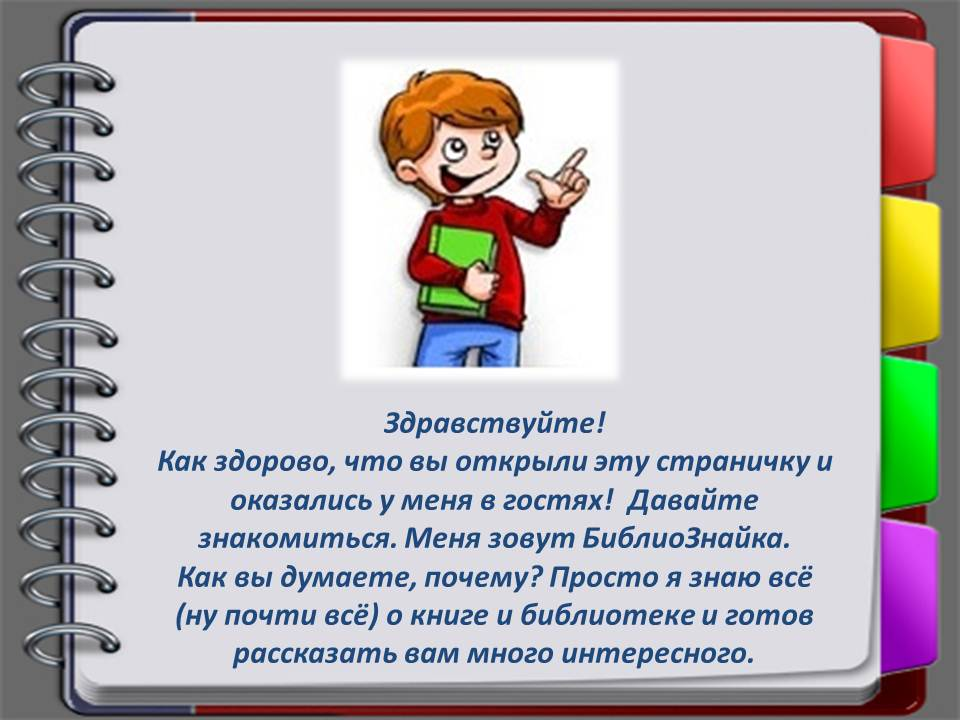 Здравствуйте!
Как здорово, что вы открыли эту страничку и
оказались у меня в гостях! Давайте
знакомиться. Меня зовут БиблиоЗнайка.
Как вы думаете, почему? Просто я знаю всё
(ну почти всё) о книге и библиотеке и готов
рассказать вам много интересного.